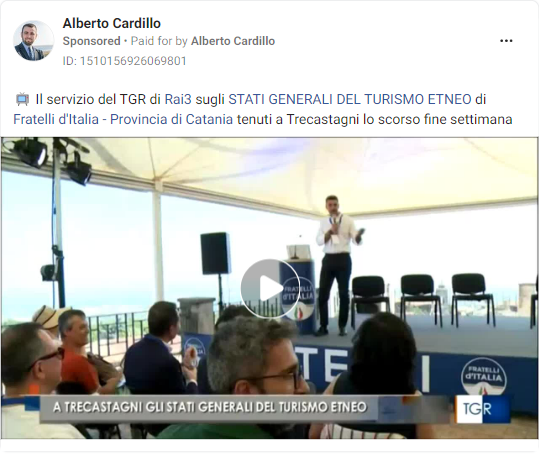 Alberto Cardillo
Sponsored • Paid for by Alberto Cardillo
ID: 1510156926069801
📺 Il servizio del TGR di Rai3 sugli STATI GENERALI DEL TURISMO ETNEO di
Fratelli d'Italia - Provincia di Catania tenuti a Trecastagni lo scorso fine settimana
FRATELLI
d'ITALIA
FRATELLI
d'ITALIA
A TRECASTAGNI GLI STATI GENERALI DEL TURISMO ETNEO
TGR